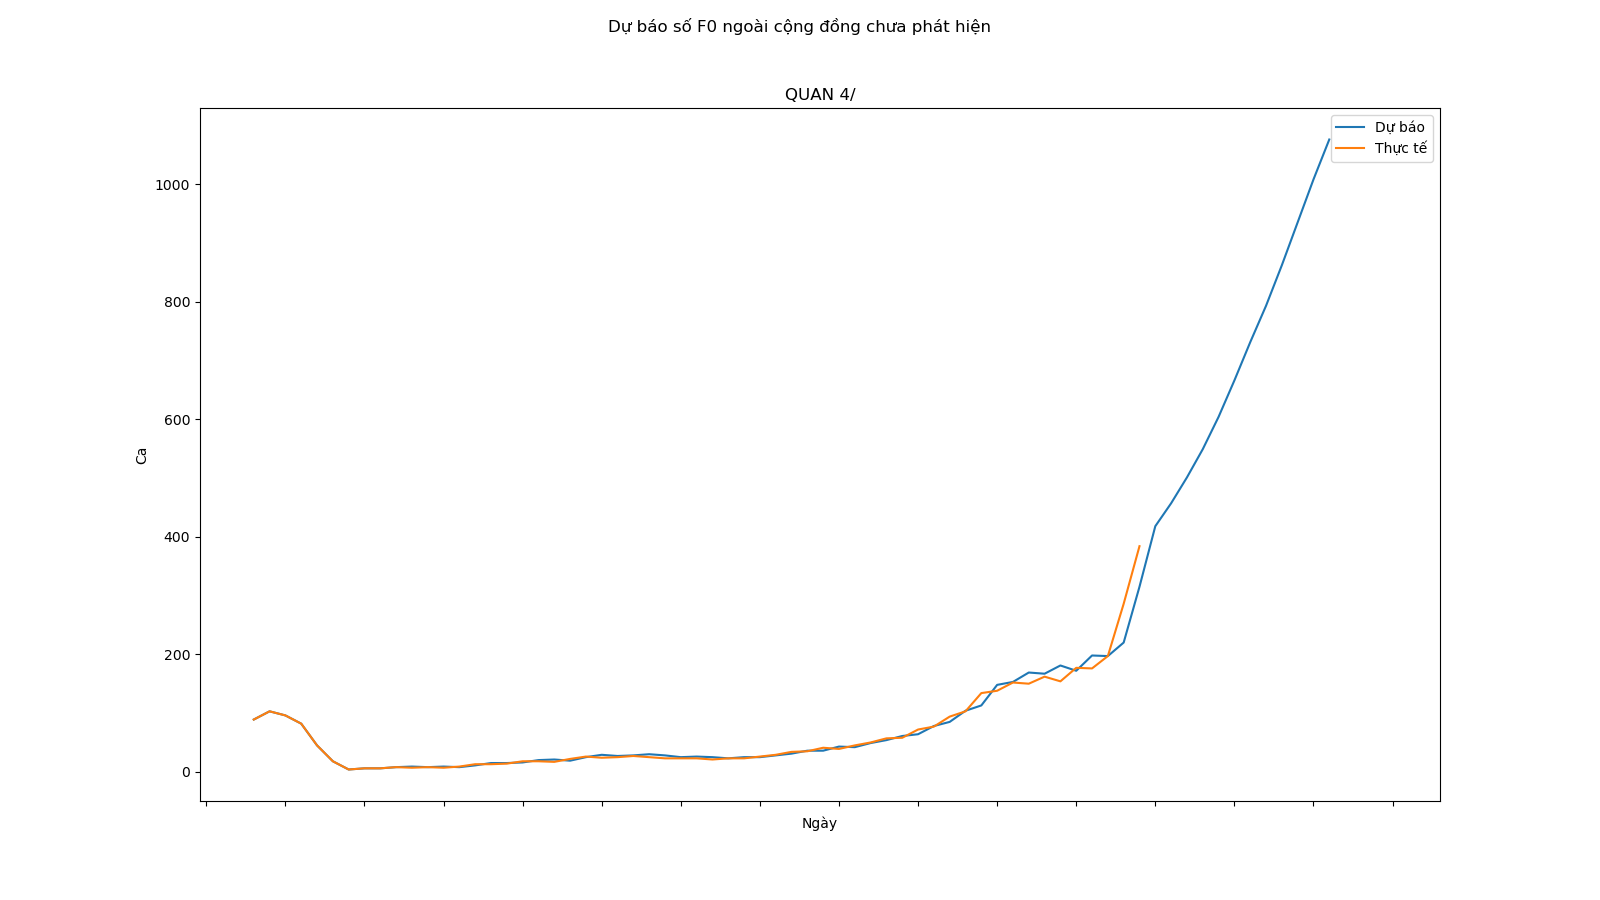 Dự báo số F0 ngoài cộng đồng chưa phát hiện
QUAN 4/
Dự báo
Thực tế
1000
800
600
400
200
0
Ca
Ngày